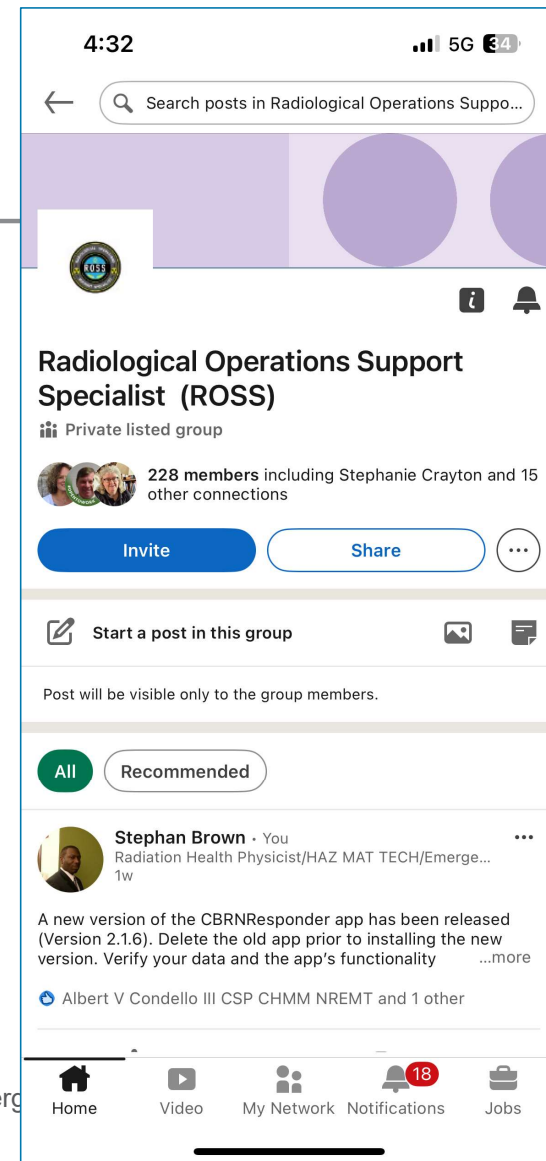 4:32
5G 34
Search posts in Radiological Operations Suppo...
ROSS
Radiological Operations Support
Specialist (ROSS)
Private listed group
228 members including Stephanie Crayton and 15
other connections
Invite
Share
Start a post in this group
Post will be visible only to the group members.
All
Recommended
Stephan Brown · You
Radiation Health Physicist/HAZ MAT TECH/Emerge...
1w
A new version of the CBRNResponder app has been released
(Version 2.1.6). Delete the old app prior to installing the new
version. Verify your data and the app's functionality ...more
Albert V Condello III CSP CHMM NREMT and 1 other
18
erg
Home
Video
My Network
Notifications
Jobs